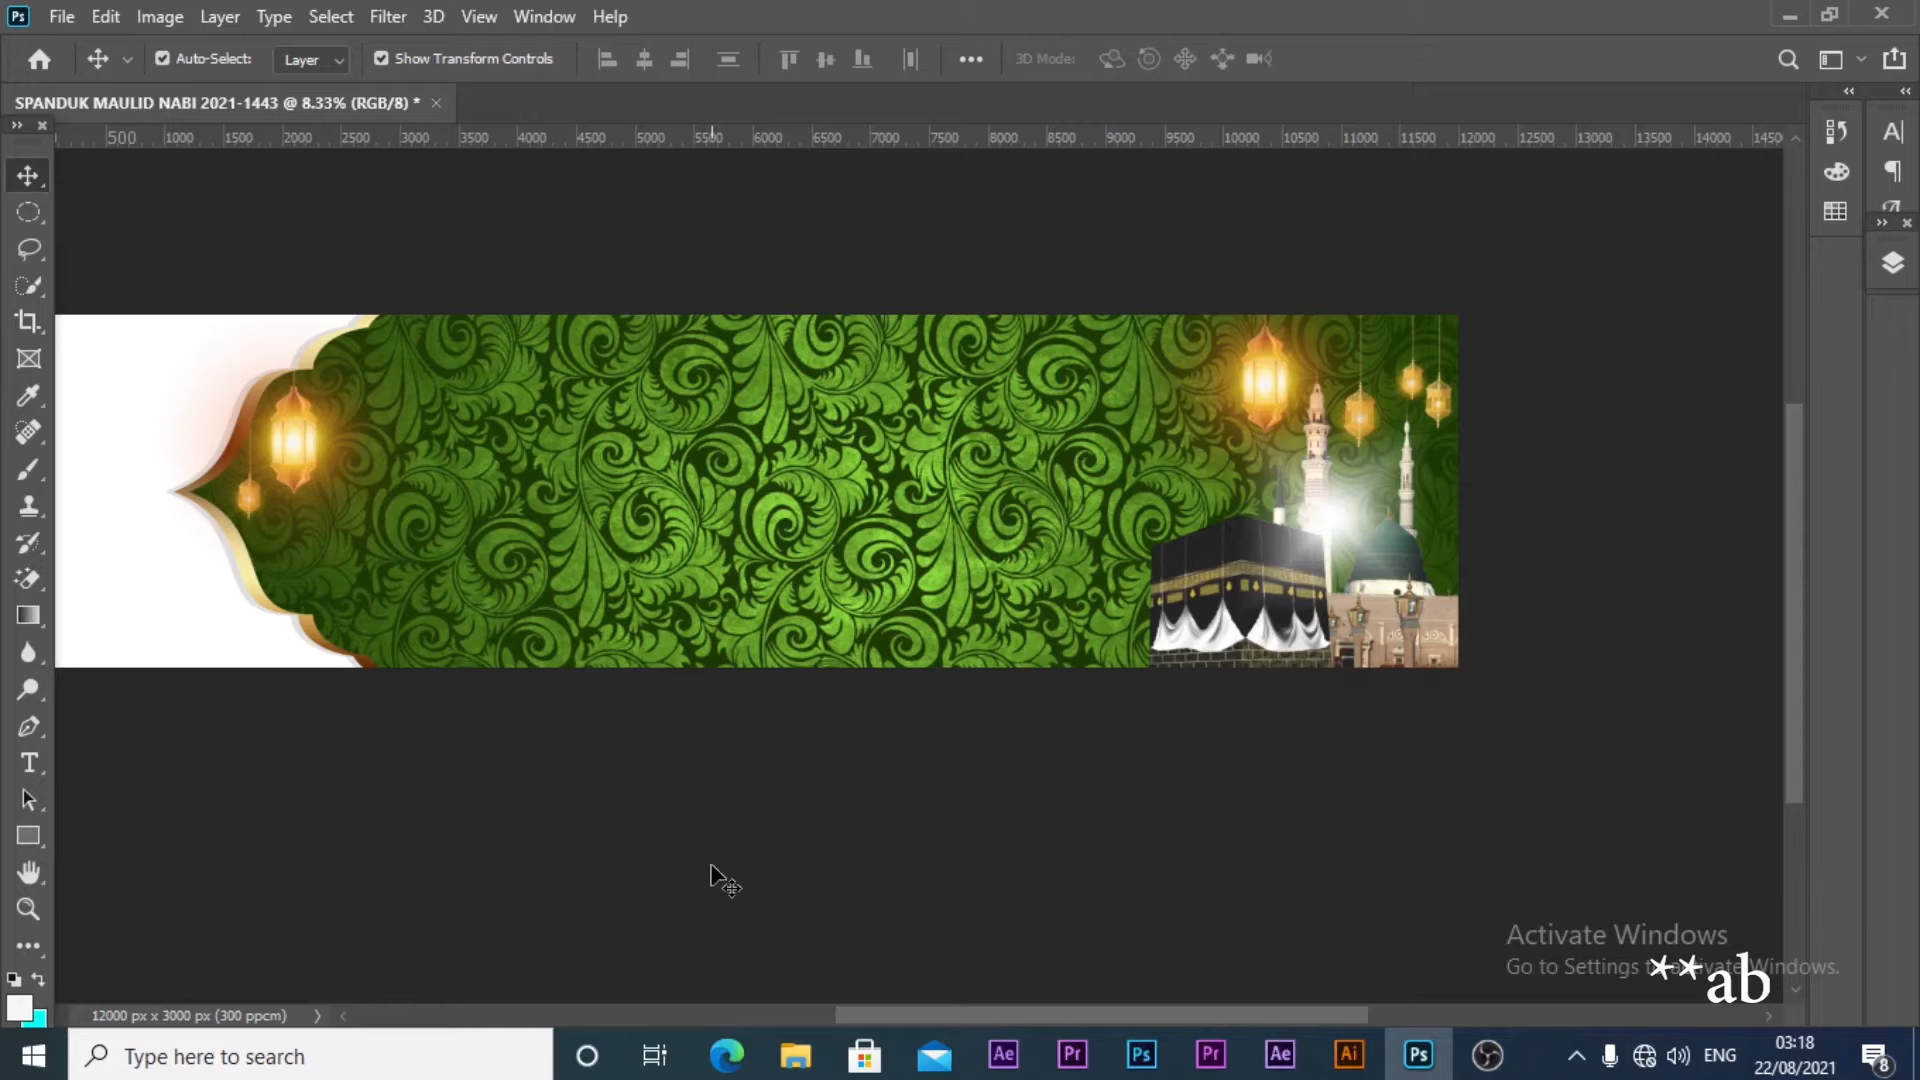 Ps File Edit Image Layer Type Select Filter 3D View Window Help
Auto-Select: Layer Show Transform Controls ••• 3D Mode:
SPANDUK MAULID NABI 2021-1443 @ 8.33% (RGB/8) * ×
500 1000 1500 2000 2500 3000 3500 4000 4500 5000 5500 6000 6500 7000 7500 8000 8500 9000 9500 10000 10500 11000 11500 12000 12500 13000 13500 14000 1450
Activate Windows
Go to Settings to activate Windows.
**ab
12000 px x 3000 px (300 ppcm)
Type here to search
Ae Pr Ps Pr Ae Ai Ps
ENG
03:18
22/08/2021
8